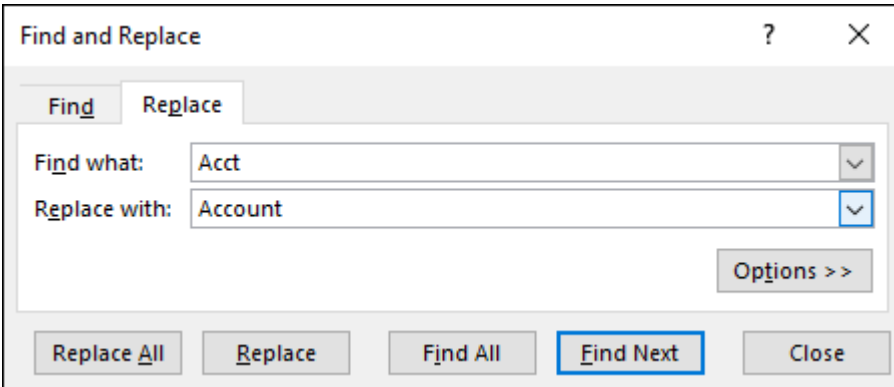 Find and Replace ?
Find Replace
Find what: Acct
Replace with: Account
Options >>
Replace All Replace Find All Find Next Close